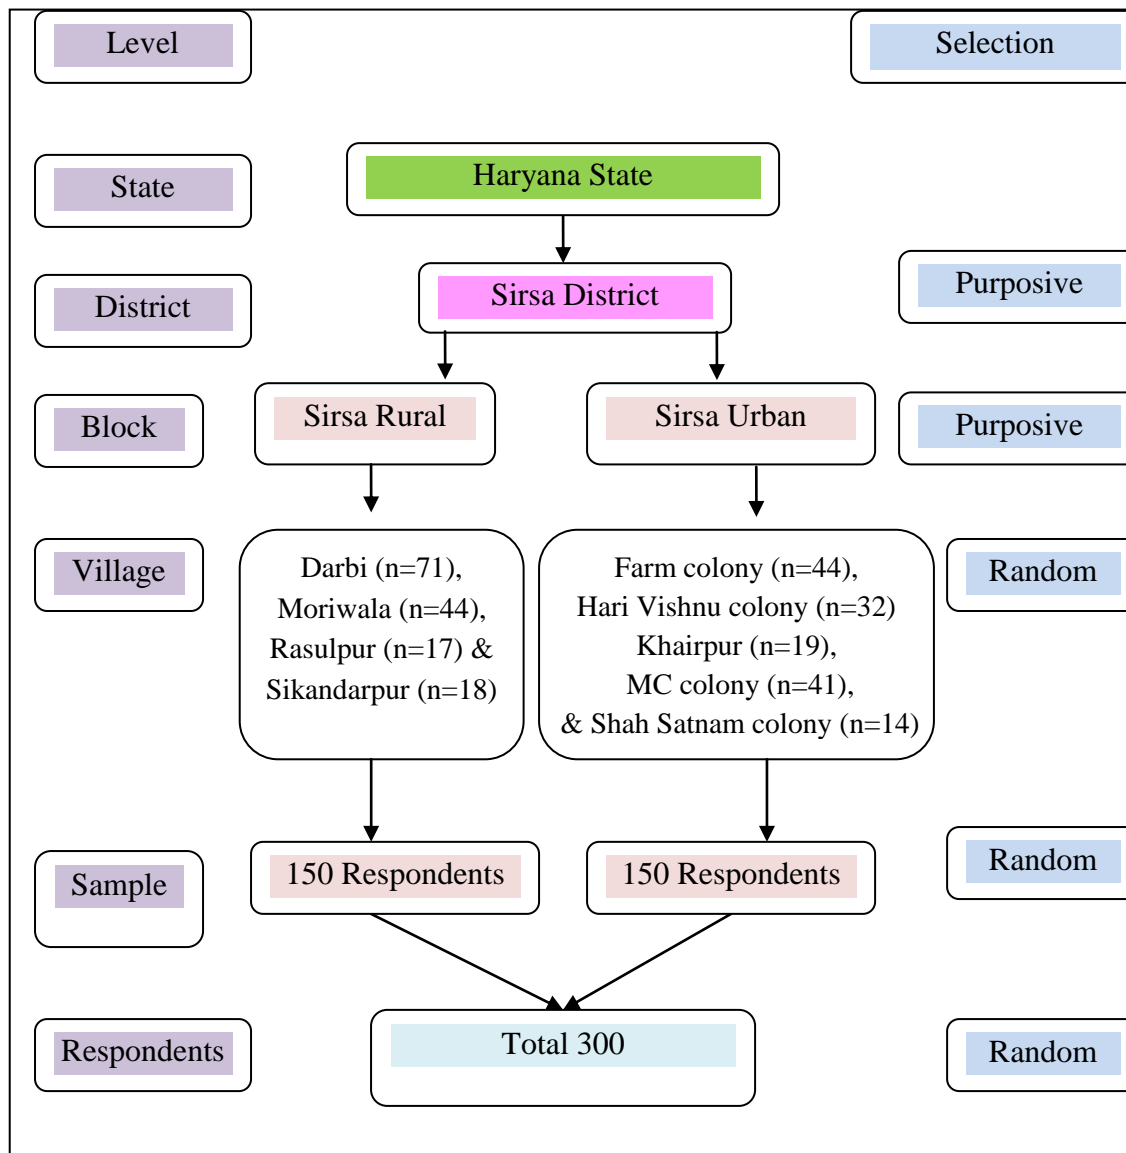 Level
Selection
State
Haryana State
District
Sirsa District
Purposive
Block
Sirsa Rural
Sirsa Urban
Purposive
Village
Darbi (n=71),
Moriwala (n=44),
Rasulpur (n=17) &
Sikandarpur (n=18)
Farm colony (n=44),
Hari Vishnu colony (n=32)
Khairpur (n=19),
MC colony (n=41),
& Shah Satnam colony (n=14)
Random
Sample
150 Respondents
150 Respondents
Random
Respondents
Total 300
Random